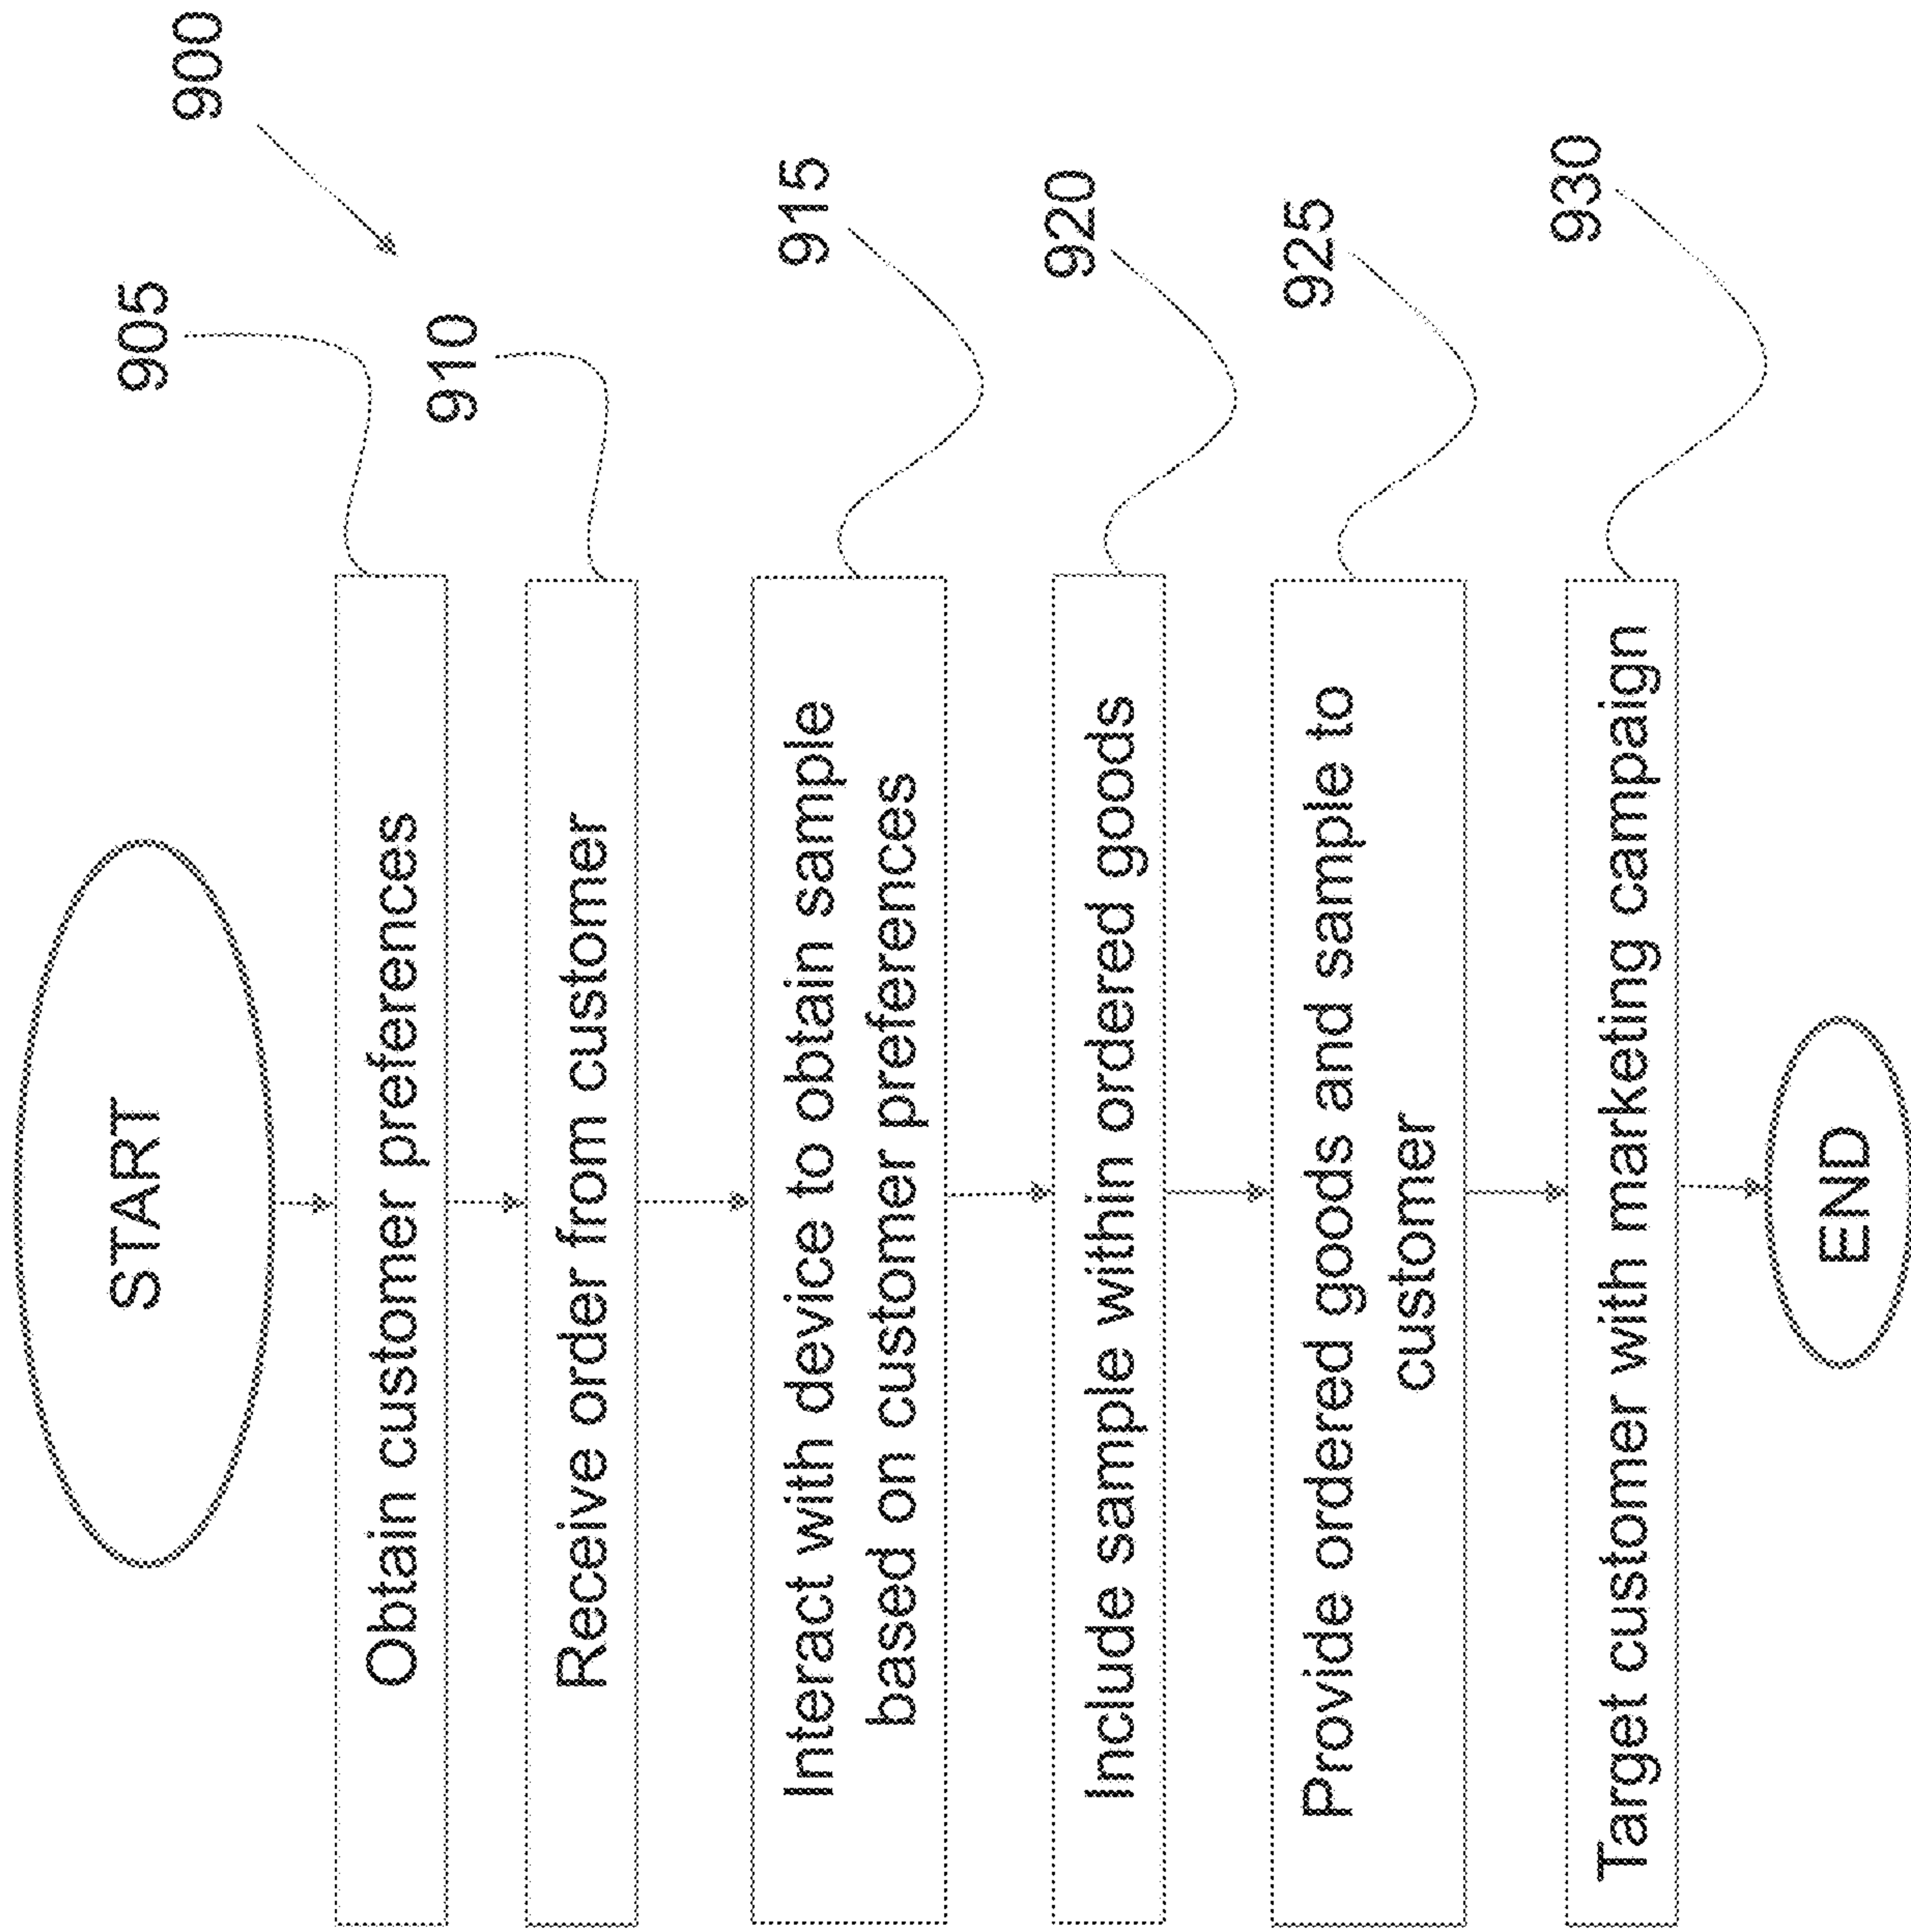 900
START
905
Obtain customer preferences
910
Receive order from customer
915
Interact with device to obtain sample
based on customer preferences
920
Include sample within ordered goods
925
Provide ordered goods and sample to
customer
930
Target customer with marketing campaign
END